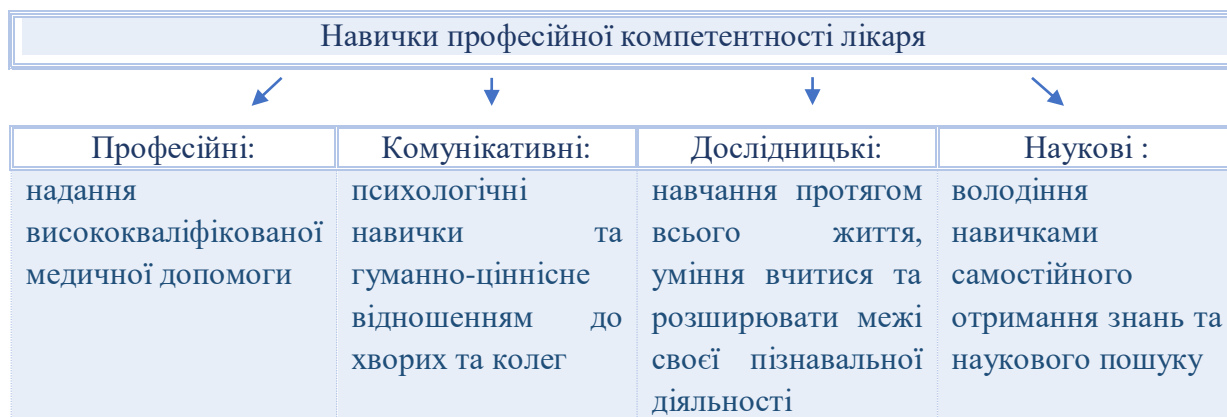 Навички професійної компетентності лікаря
Професійні:
надання
висококваліфікованої
медичної допомоги
Комунікативні:
психологічні
навички та
гуманно-ціннісне
відношенням до
хворих та колег
Дослідницькі:
навчання протягом
всього життя,
уміння вчитися та
розширювати межі
своєї пізнавальної
діяльності
Наукові :
володіння
навичками
самостійного
отримання знань та
наукового пошуку